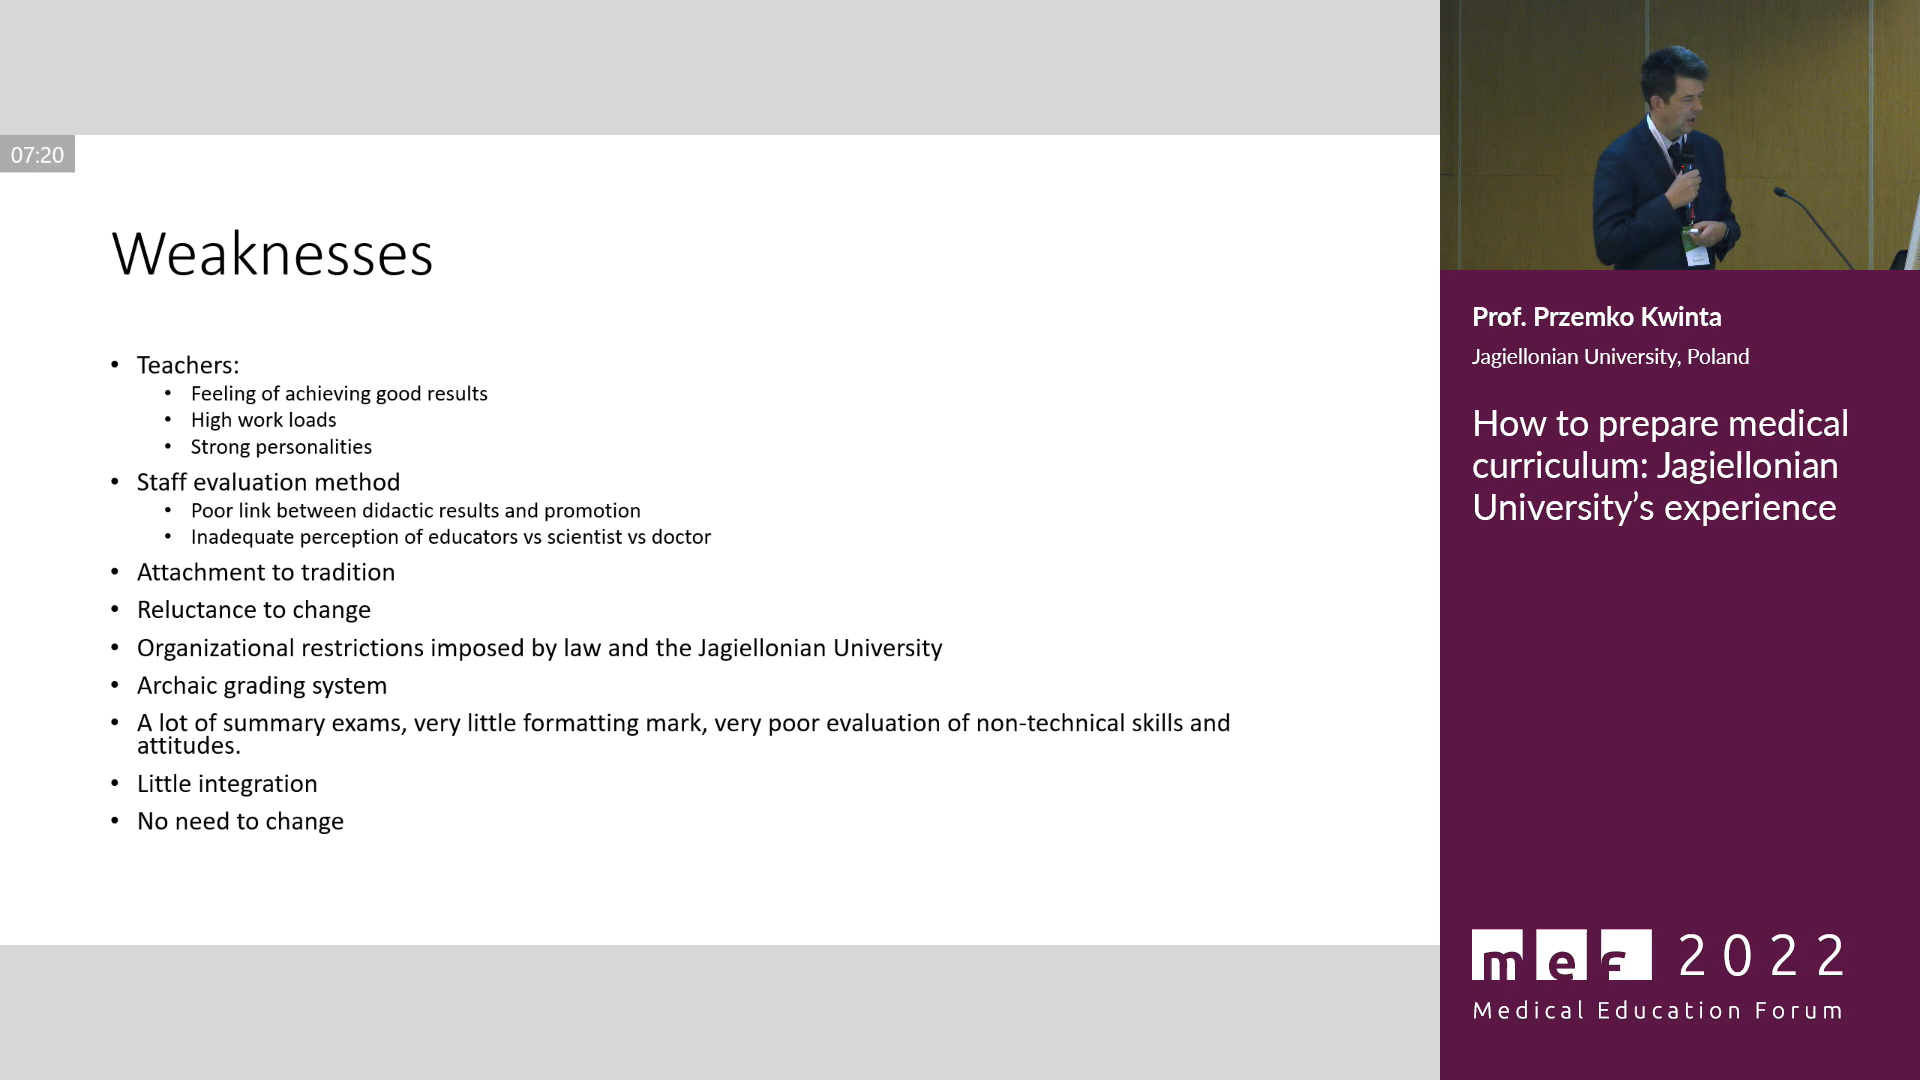 07:20
Weaknesses
• Teachers:
• Feeling of achieving good results
• High work loads
• Strong personalities
• Staff evaluation method
• Poor link between didactic results and promotion
• Inadequate perception of educators vs scientist vs doctor
• Attachment to tradition
• Reluctance to change
• Organizational restrictions imposed by law and the Jagiellonian University
• Archaic grading system
• A lot of summary exams, very little formatting mark, very poor evaluation of non-technical skills and
attitudes.
• Little integration
• No need to change
Prof. Przemko Kwinta
Jagiellonian University, Poland
How to prepare medical
curriculum: Jagiellonian
University’s experience
mef 2022
Medical Education Forum